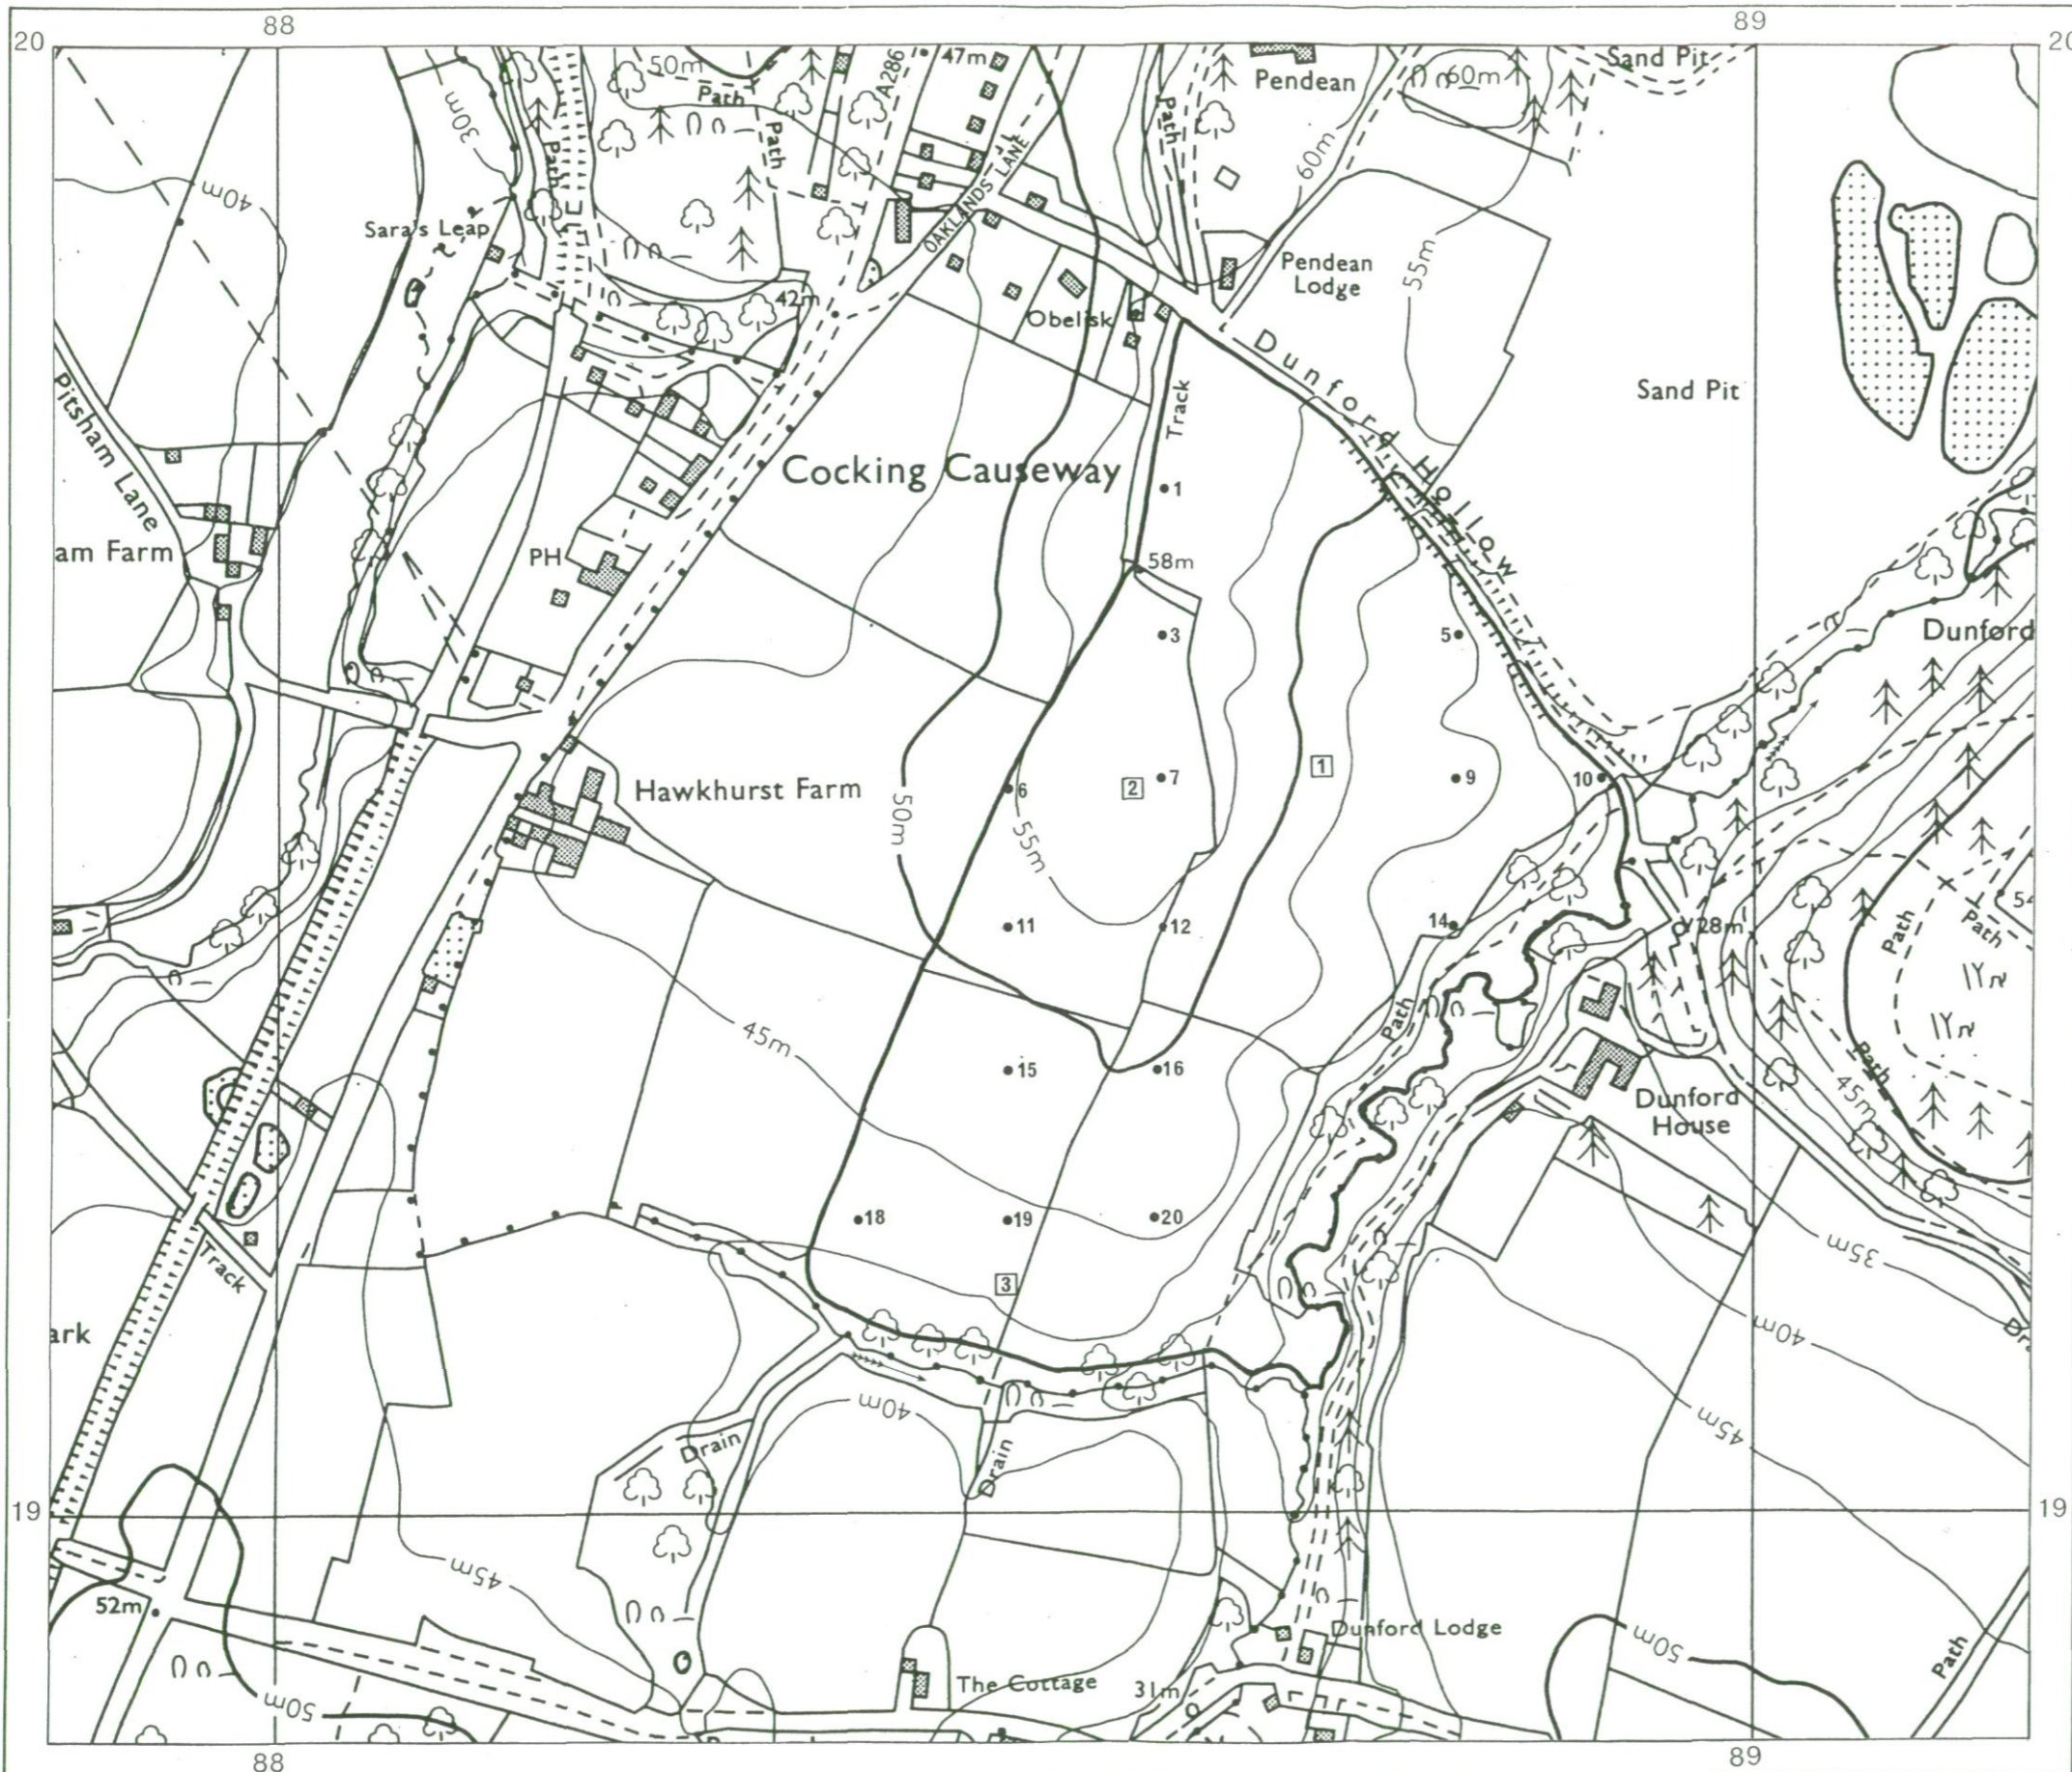 88
89
20
20
Sand Pit
50m
Path
A286
47m
Pendean
60m
30m
Path
Path
Path
OAKLANDS LANE
60m
40m
Sara's Leap
Pendean
Lodge
55m
42m
Obelisk
Dunford Hollow
Pitsham Lane
Track
Sand Pit
Cocking Causeway
1
am Farm
PH
58m
3
5
Dunford
Hawkhurst Farm
50m
6
55m
2
7
1
9
10
11
12
14
28m
54
Path
Path
Path
45m
15
16
Dunford
House
Path
45m
18
19
20
35m
Track
3
ark
40m
Dr
40m
45m
Drain
Drain
19
19
45m
52m
Dunford Lodge
50m
Path
50m
The Cottage
31m
88
89